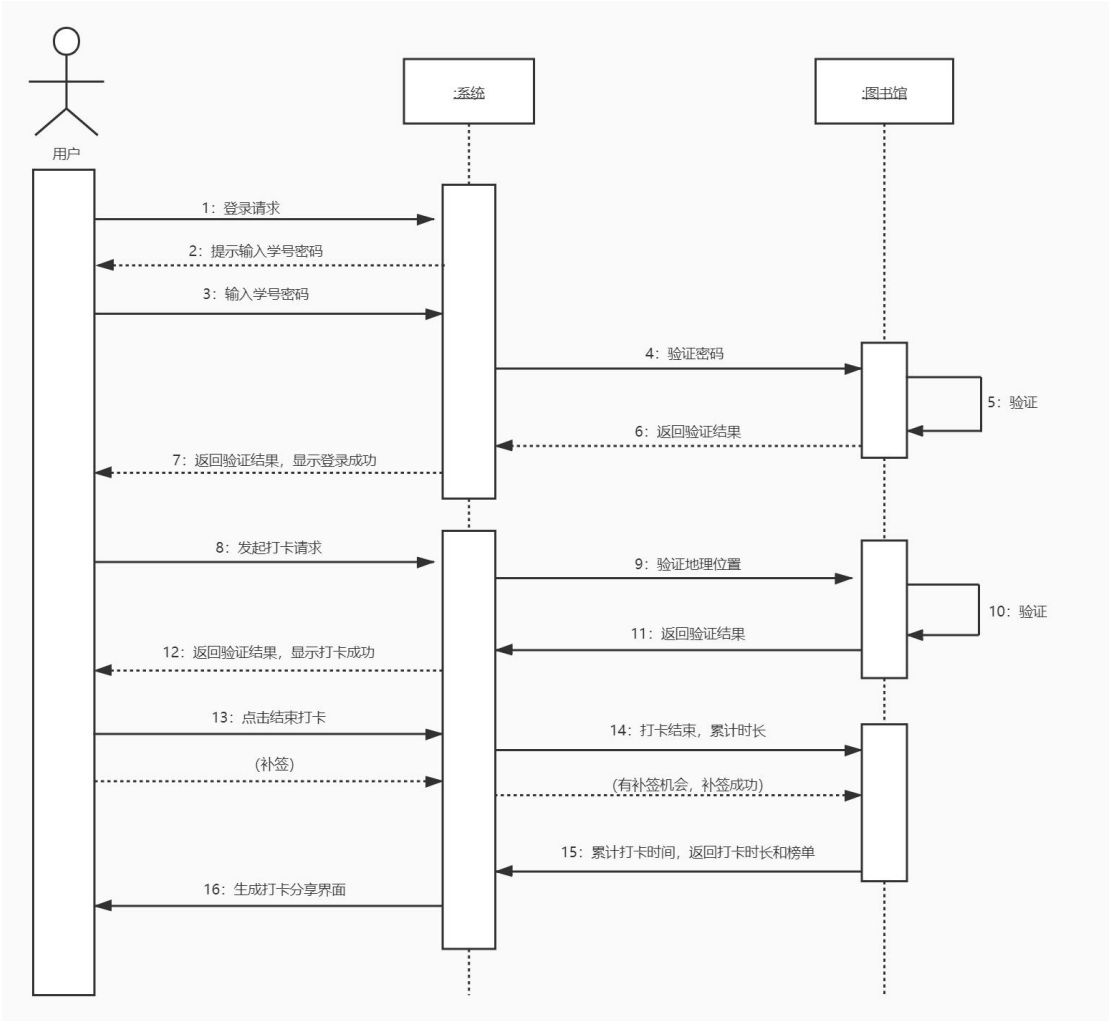 :系统
:图书馆
用户
1：登录请求
2：提示输入学号密码
3：输入学号密码
4：验证密码
5：验证
6：返回验证结果
7：返回验证结果，显示登录成功
8：发起打卡请求
9：验证地理位置
10：验证
11：返回验证结果
12：返回验证结果，显示打卡成功
13：点击结束打卡
14：打卡结束，累计时长
(补签)
(有补签机会，补签成功)
15：累计打卡时间，返回打卡时长和榜单
16：生成打卡分享界面